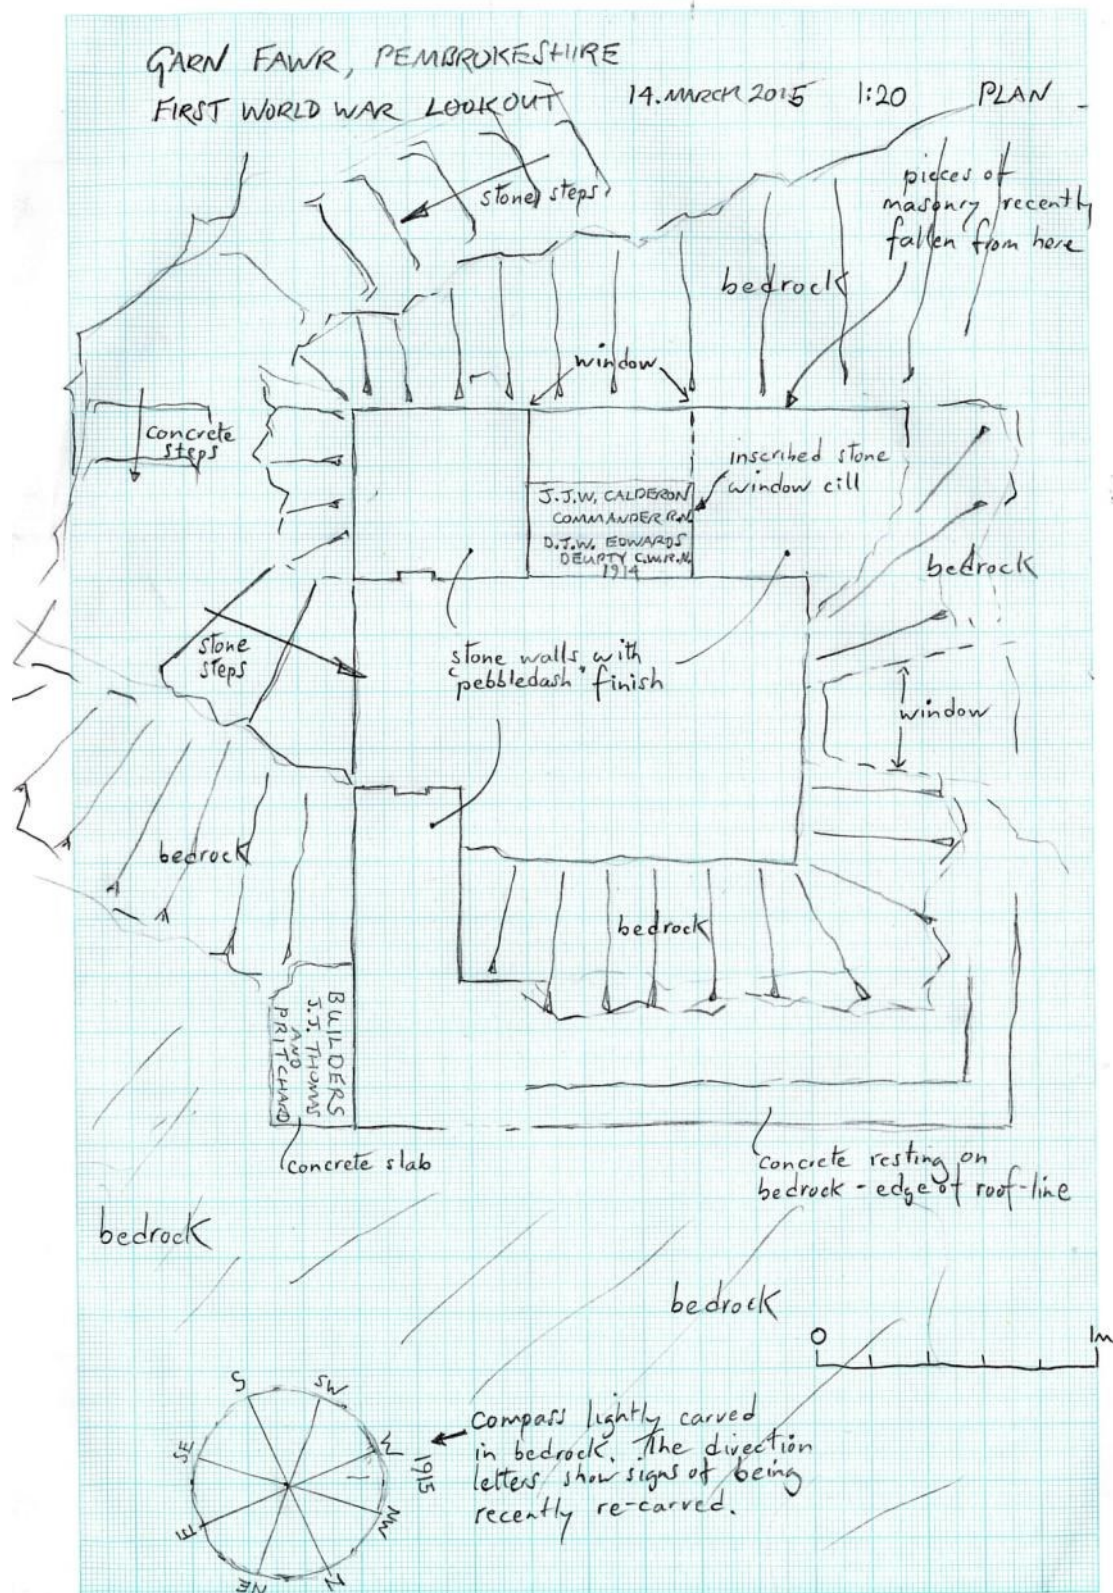 GARN FAWR, PEMBROKESHIRE
FIRST WORLD WAR LOOKOUT
14.MARCH 2015
1:20
PLAN
stone steps
pieces of
masonry recently
fallen from here
bedrock
window
concrete
steps
inscribed stone
window cill
J.J.W. CALDERON
COMMANDER R.N.
D.J.W. EDWARDS
DEUPTY C.W.R.N.
1914
bedrock
stone
steps
stone walls with
"pebbledash" finish
window
bedrock
bedrock
BUILDERS
J.J. THOMAS
AND
PRITCHARD
concrete slab
concrete resting on
bedrock - edge of roof-line
bedrock
bedrock
0
1m
S
SW
SE
W
1915
E
NW
NE
N
Compass lightly carved
in bedrock. The direction
letters show signs of being
recently re-carved.